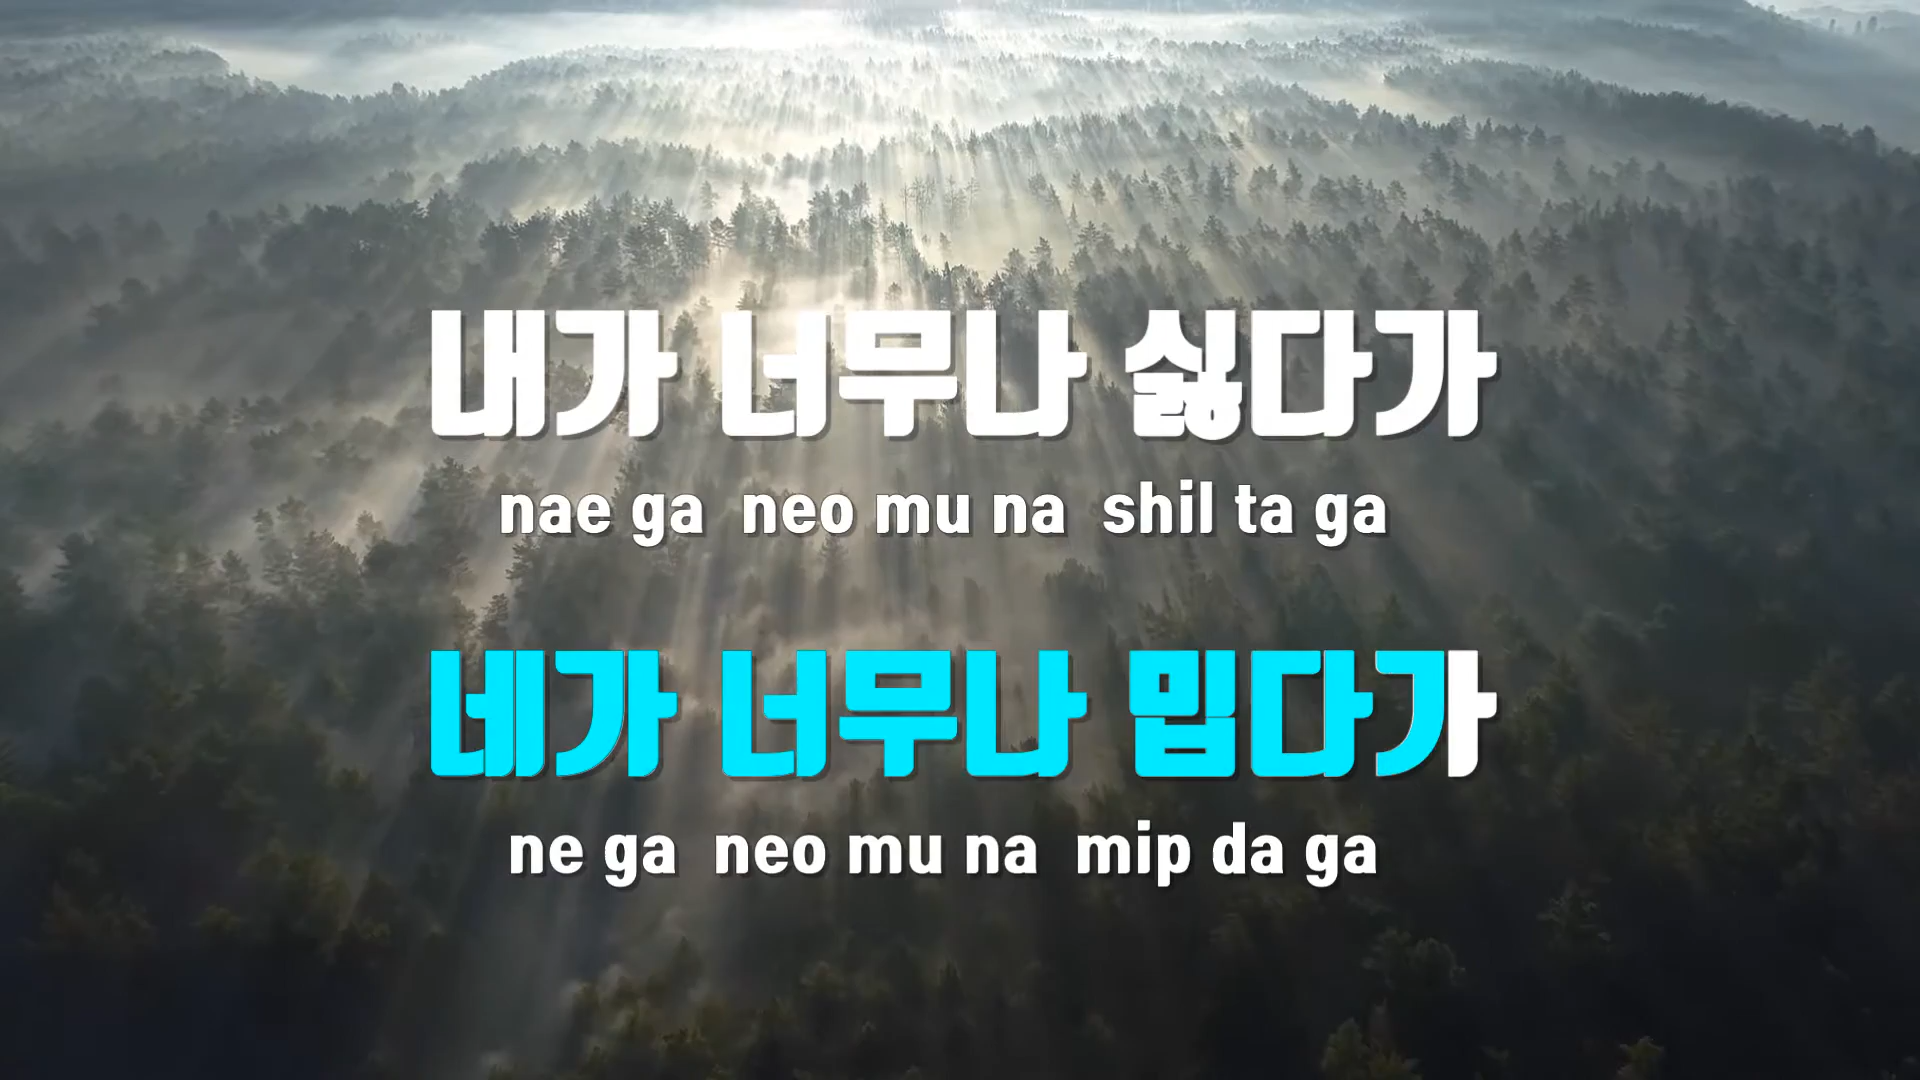 내가 너무나 싫다가
nae ga neo mu na shil ta ga
네가 너무나 밉다가
ne ga neo mu na mip da ga